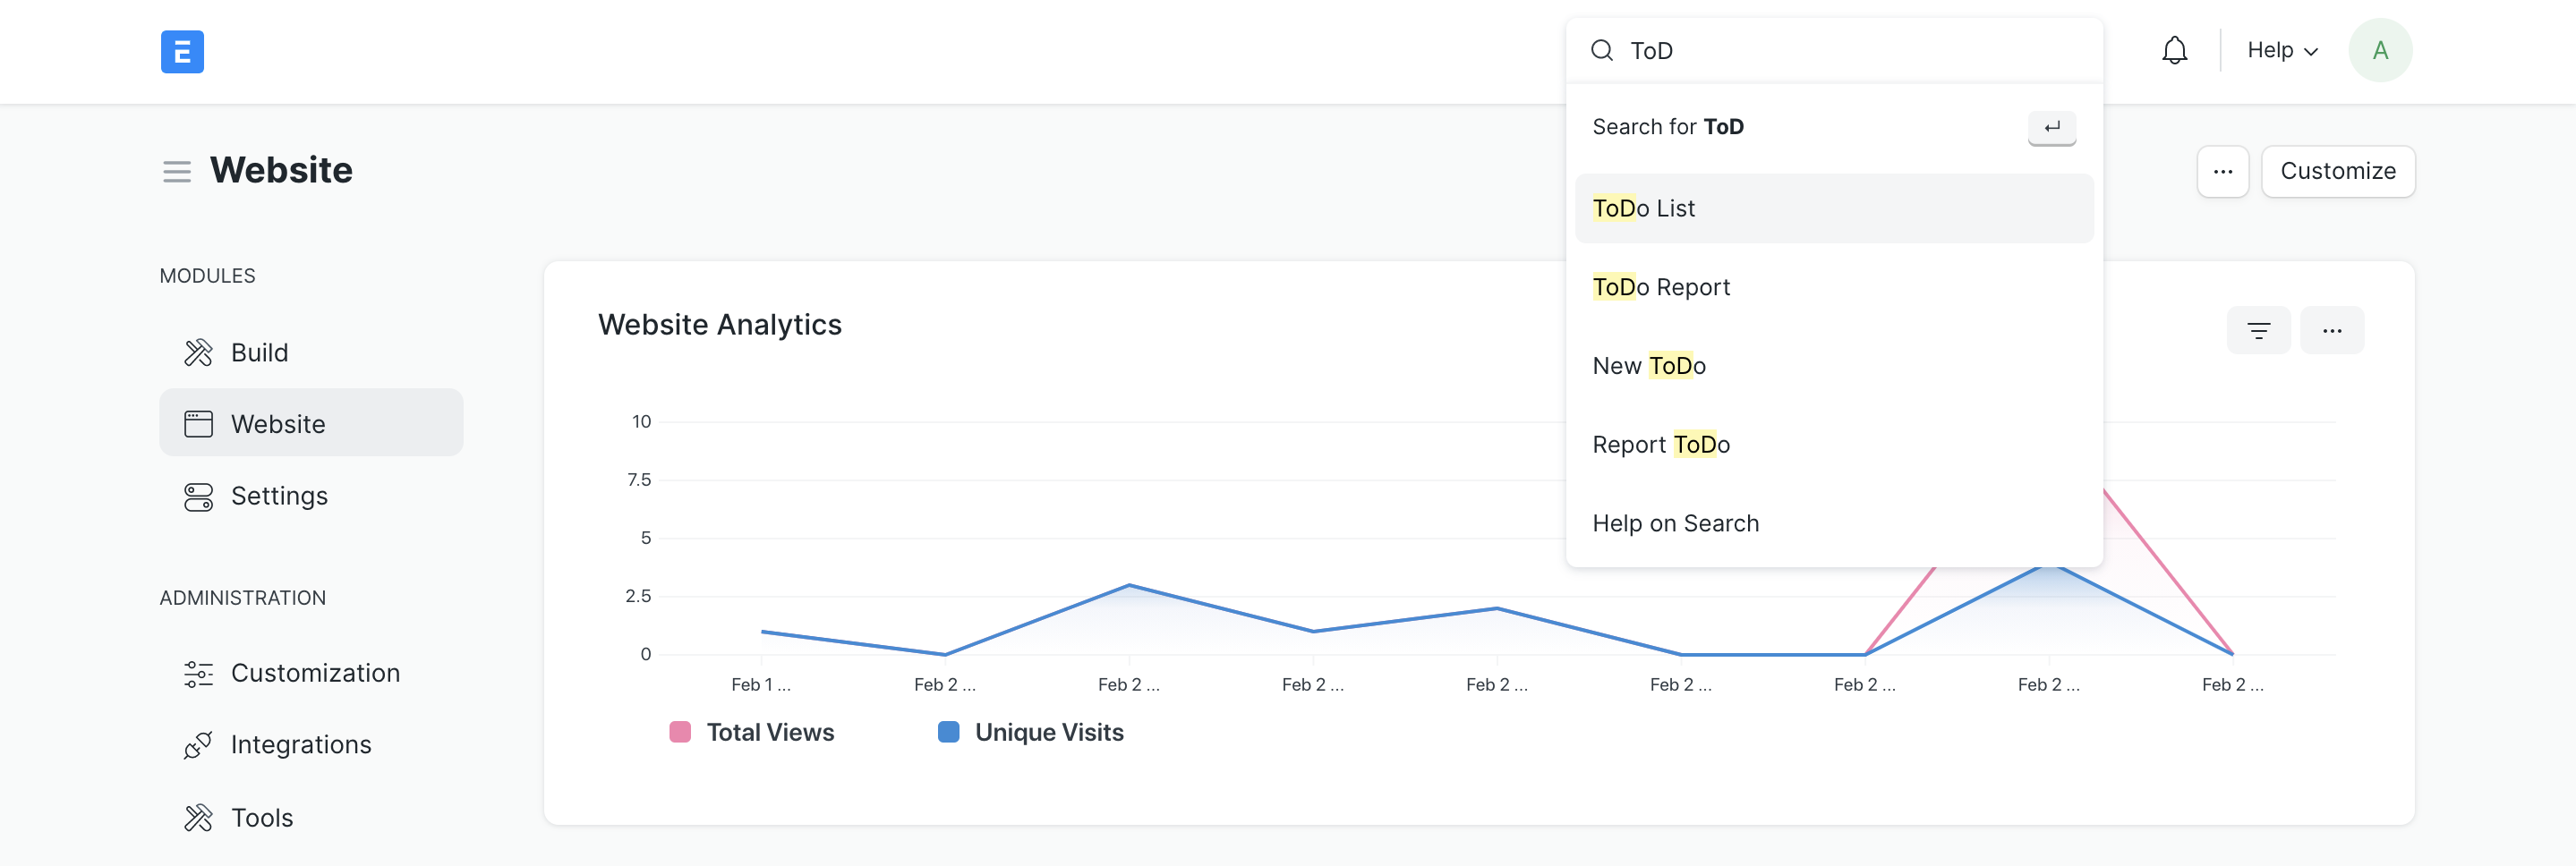 E
ToD
Help
A
Search for ToD
Website
Customize
ToDo List
MODULES
ToDo Report
Website Analytics
Build
New ToDo
Website
Report ToDo
Settings
Help on Search
10
7.5
5
2.5
0
ADMINISTRATION
Customization
Feb 1 ... Feb 2 ... Feb 2 ... Feb 2 ... Feb 2 ... Feb 2 ... Feb 2 ... Feb 2 ... Feb 2 ...
Total Views Unique Visits
Integrations
Tools